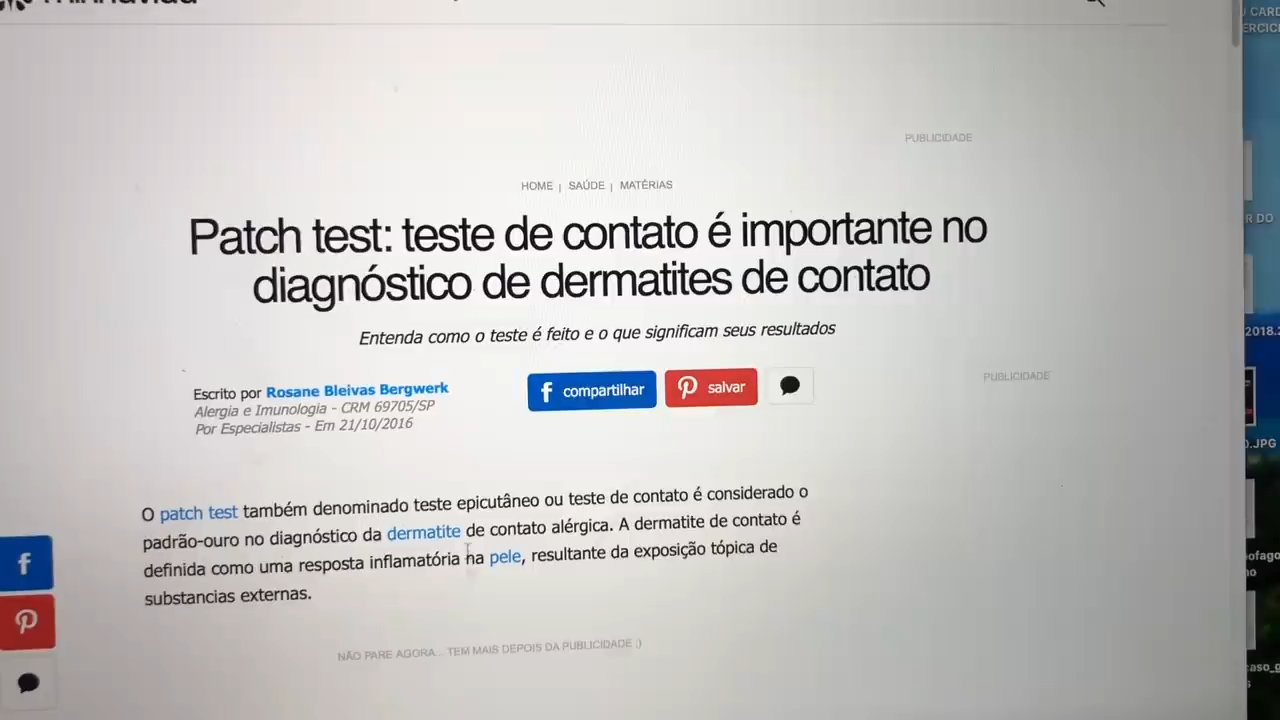 PUBLICIDADE
HOME | SAÚDE | MATÉRIAS
Patch test: teste de contato é importante no
diagnóstico de dermatites de contato
Entenda como o teste é feito e o que significam seus resultados
Escrito por Rosane Bleivas Bergwerk
Alergia e Imunologia - CRM 69705/SP
Por Especialistas - Em 21/10/2016
compartilhar
salvar
PUBLICIDADE
O patch test também denominado teste epicutâneo ou teste de contato é considerado o
padrão-ouro no diagnóstico da dermatite de contato alérgica. A dermatite de contato é
definida como uma resposta inflamatória na pele, resultante da exposição tópica de
substancias externas.
NÃO PARE AGORA... TEM MAIS DEPOIS DA PUBLICIDADE ;)
R DO
2018.2
.JPG